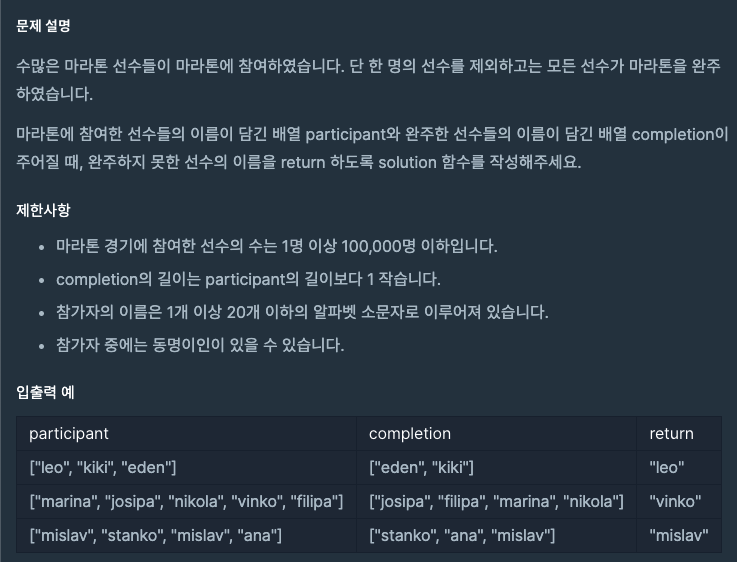 문제 설명
수많은 마라톤 선수들이 마라톤에 참여하였습니다. 단 한 명의 선수를 제외하고는 모든 선수가 마라톤을 완주
하였습니다.
마라톤에 참여한 선수들의 이름이 담긴 배열 participant와 완주한 선수들의 이름이 담긴 배열 completion이
주어질 때, 완주하지 못한 선수의 이름을 return 하도록 solution 함수를 작성해주세요.
제한사항
• 마라톤 경기에 참여한 선수의 수는 1명 이상 100,000명 이하입니다.
• completion의 길이는 participant의 길이보다 1 작습니다.
• 참가자의 이름은 1개 이상 20개 이하의 알파벳 소문자로 이루어져 있습니다.
• 참가자 중에는 동명이인이 있을 수 있습니다.
입출력 예
participant completion return
["leo", "kiki", "eden"] ["eden", "kiki"] "leo"
["marina", "josipa", "nikola", "vinko", "filipa"] ["josipa", "filipa", "marina", "nikola"] "vinko"
["mislav", "stanko", "mislav", "ana"] ["stanko", "ana", "mislav"] "mislav"